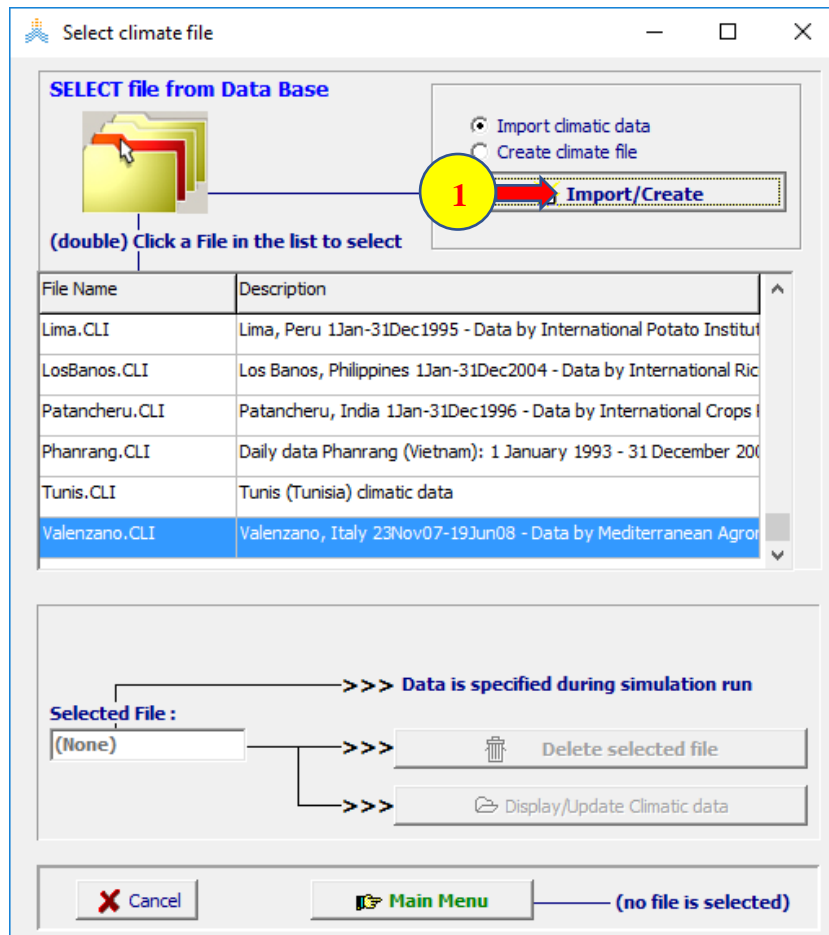 Select climate file
SELECT file from Data Base
Import climatic data
Create climate file
1
Import/Create
(double) Click a File in the list to select
File Name Description
Lima.CLI Lima, Peru 1Jan-31Dec1995 - Data by International Potato Institut
LosBanos.CLI Los Banos, Philippines 1Jan-31Dec2004 - Data by International Ric
Patancheru.CLI Patancheru, India 1Jan-31Dec1996 - Data by International Crops
Phanrang.CLI Daily data Phanrang (Vietnam): 1 January 1993 - 31 December 200
Tunis.CLI Tunis (Tunisia) climatic data
Valenzano.CLI Valenzano, Italy 23Nov07-19Jun08 - Data by Mediterranean Agror
>>> Data is specified during simulation run
Selected File :
(None) >>> Delete selected file
>>> Display/Update Climatic data
Cancel Main Menu (no file is selected)